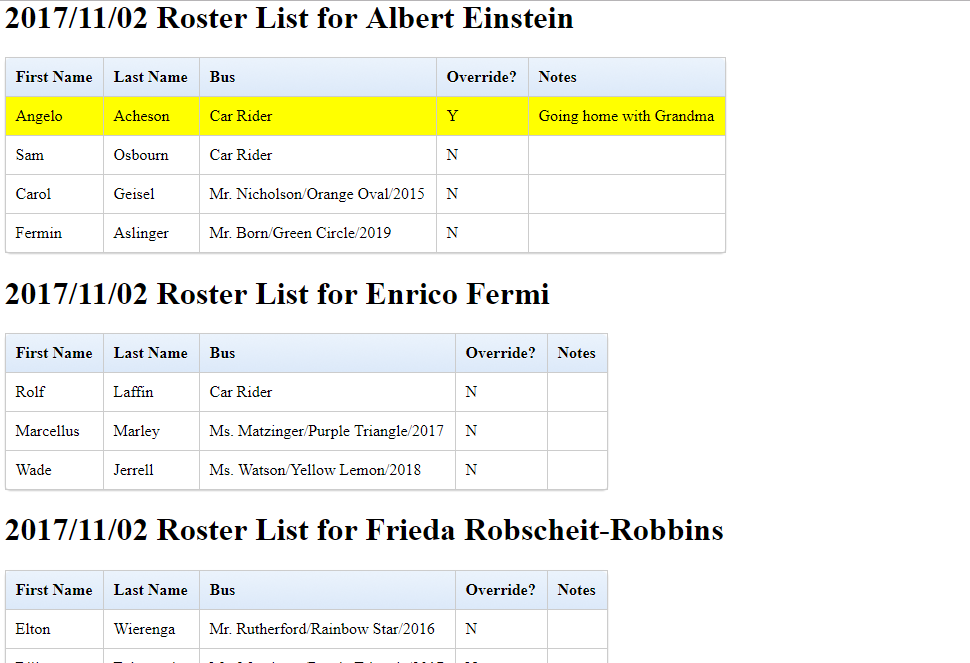 2017/11/02 Roster List for Albert Einstein
First Name Last Name Bus Override? Notes
Angelo Acheson Car Rider Y Going home with Grandma
Sam Osbourn Car Rider N
Carol Geisel Mr. Nicholson/Orange Oval/2015 N
Fermin Aslinger Mr. Born/Green Circle/2019 N
2017/11/02 Roster List for Enrico Fermi
First Name Last Name Bus Override? Notes
Rolf Laffin Car Rider N
Marcellus Marley Ms. Matzinger/Purple Triangle/2017 N
Wade Jerrell Ms. Watson/Yellow Lemon/2018 N
2017/11/02 Roster List for Frieda Robscheit-Robbins
First Name Last Name Bus Override? Notes
Elton Wierenga Mr. Rutherford/Rainbow Star/2016 N